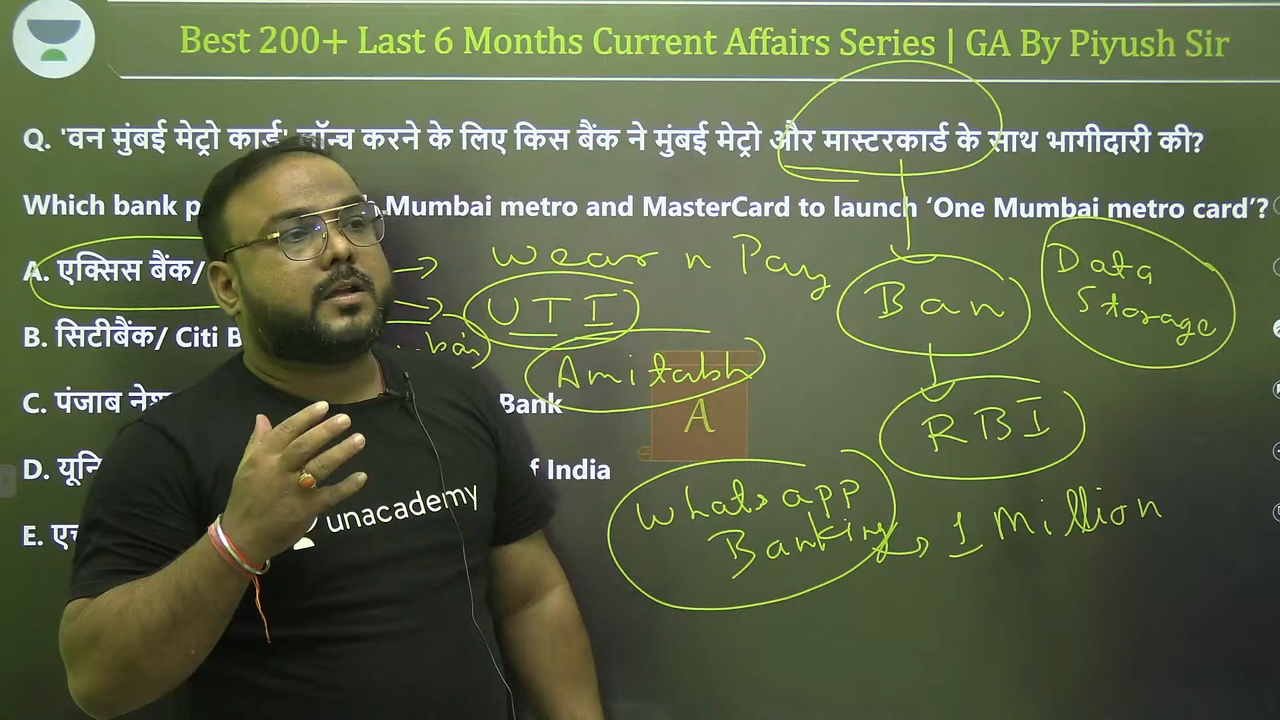 Best 200+ Last 6 Months Current Affairs Series | GA By Piyush Sir
Q. 'वन मुंबई मेट्रो कार्ड' लॉन्च करने के लिए किस बैंक ने मुंबई मेट्रो और मास्टरकार्ड के साथ भागीदारी की?
Which bank Mumbai metro and MasterCard to launch ‘One Mumbai metro card’?
A. एक्सिस बैंक/
B. सिटीबैंक/ Citi B
C. पंजाब Bank
D. of India
E.
wear n Pay
UTI
Amitabh
A
Ban
RBI
Data
Storage
Whatsapp
Banking → 1 Million
unacademy